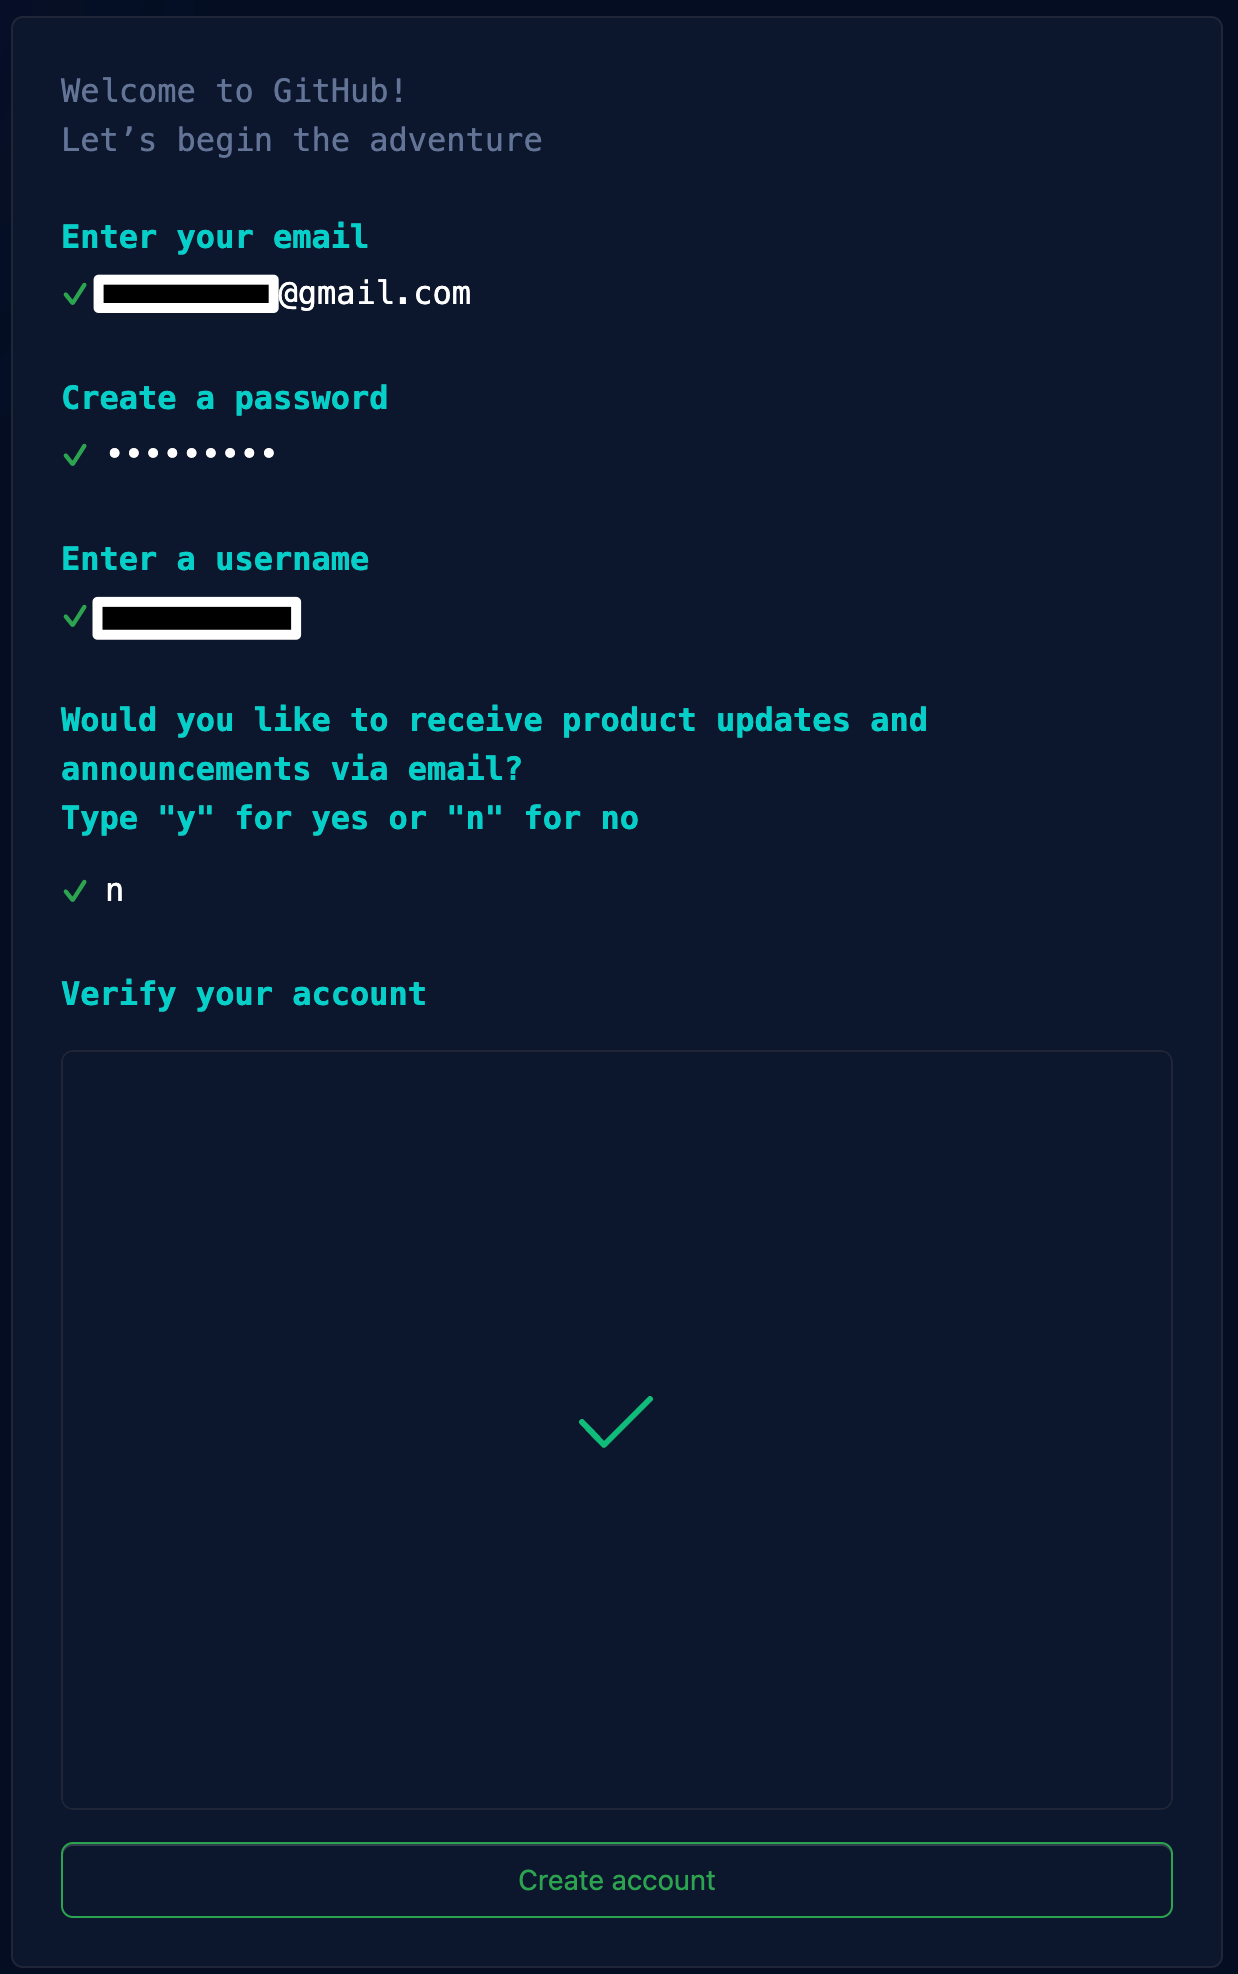 Welcome to GitHub!
Let’s begin the adventure
Enter your email
@gmail.com
Create a password
•••••••••
Enter a username
Would you like to receive product updates and
announcements via email?
Type "y" for yes or "n" for no
n
Verify your account
Create account